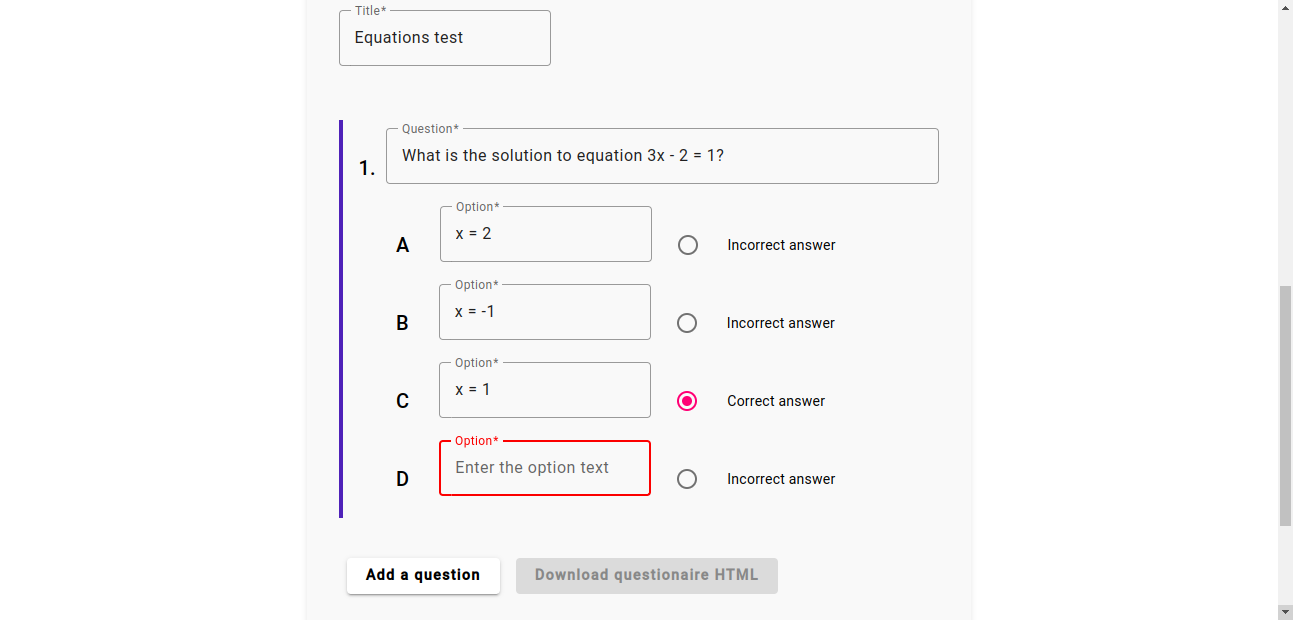 Title*
Equations test
Question*
1. What is the solution to equation 3x - 2 = 1?
Option*
A x = 2 Incorrect answer
Option*
B x = -1 Incorrect answer
Option*
C x = 1 Correct answer
Option*
D Enter the option text Incorrect answer
Add a question Download questionaire HTML